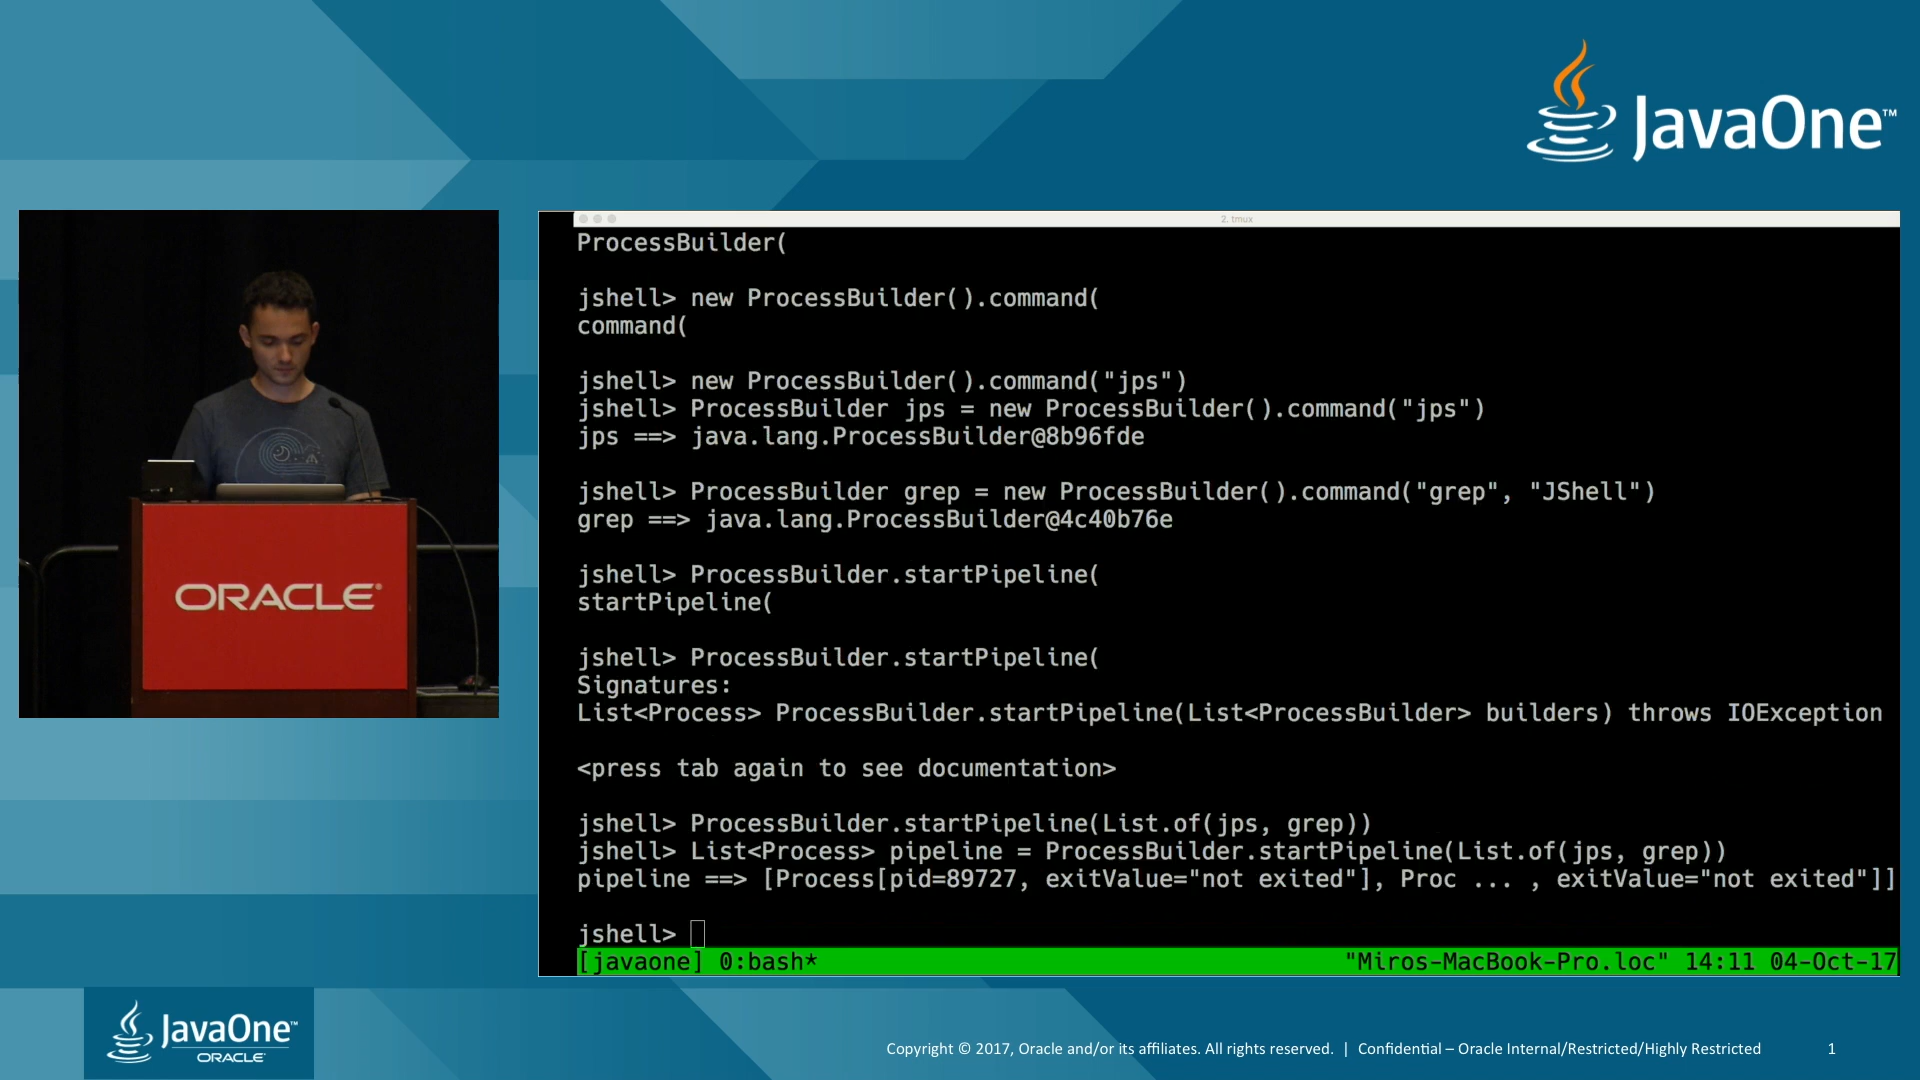 JavaOne™
2. tmux
ProcessBuilder(
jshell> new ProcessBuilder().command(
command(
jshell> new ProcessBuilder().command("jps")
jshell> ProcessBuilder jps = new ProcessBuilder().command("jps")
jps ==> java.lang.ProcessBuilder@8b96fde
jshell> ProcessBuilder grep = new ProcessBuilder().command("grep", "JShell")
grep ==> java.lang.ProcessBuilder@4c40b76e
jshell> ProcessBuilder.startPipeline(
startPipeline(
jshell> ProcessBuilder.startPipeline(
Signatures:
List<Process> ProcessBuilder.startPipeline(List<ProcessBuilder> builders) throws IOException
<press tab again to see documentation>
jshell> ProcessBuilder.startPipeline(List.of(jps, grep))
jshell> List<Process> pipeline = ProcessBuilder.startPipeline(List.of(jps, grep))
pipeline ==> [Process[pid=89727, exitValue="not exited"], Proc ... , exitValue="not exited"]]
jshell>
[javaone] 0:bash* "Miros-MacBook-Pro.loc" 14:11 04-Oct-17
ORACLE®
JavaOne™
ORACLE®
Copyright © 2017, Oracle and/or its affiliates. All rights reserved. | Confidential – Oracle Internal/Restricted/Highly Restricted 1